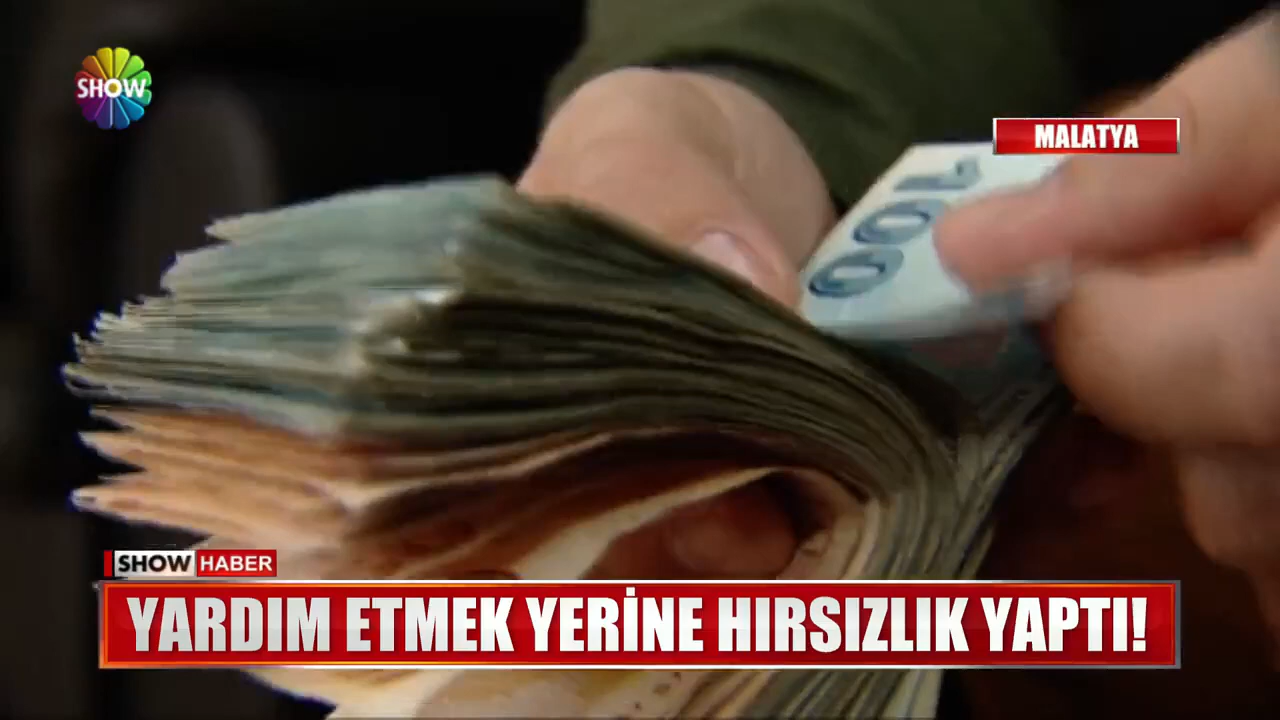 SHOW
MALATYA
100
SHOW HABER
YARDIM ETMEK YERİNE HIRSIZLIK YAPTI!